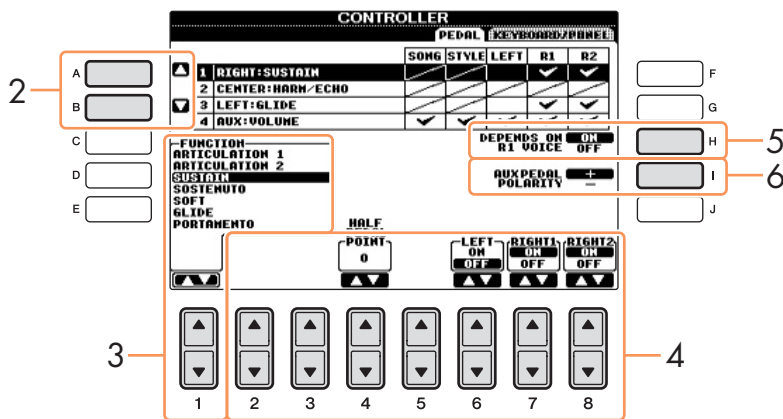 CONTROLLER
PEDAL KEYBOARD/PANEL
SONG STYLE LEFT R1 R2
1 RIGHT:SUSTAIN
2 CENTER:HARM/ECHO
3 LEFT:GLIDE
4 AUX:VOLUME
A
B
C
D
E
F
G
H
I
J
2
5
6
DEPENDS ON R1 VOICE
ON
OFF
AUX PEDAL POLARITY
+
−
FUNCTION
ARTICULATION 1
ARTICULATION 2
SUSTAIN
SOSTENUTO
SOFT
GLIDE
PORTAMENTO
HALF
POINT
0
LEFT
ON
OFF
RIGHT1
ON
OFF
RIGHT2
ON
OFF
3
4
1 2 3 4 5 6 7 8